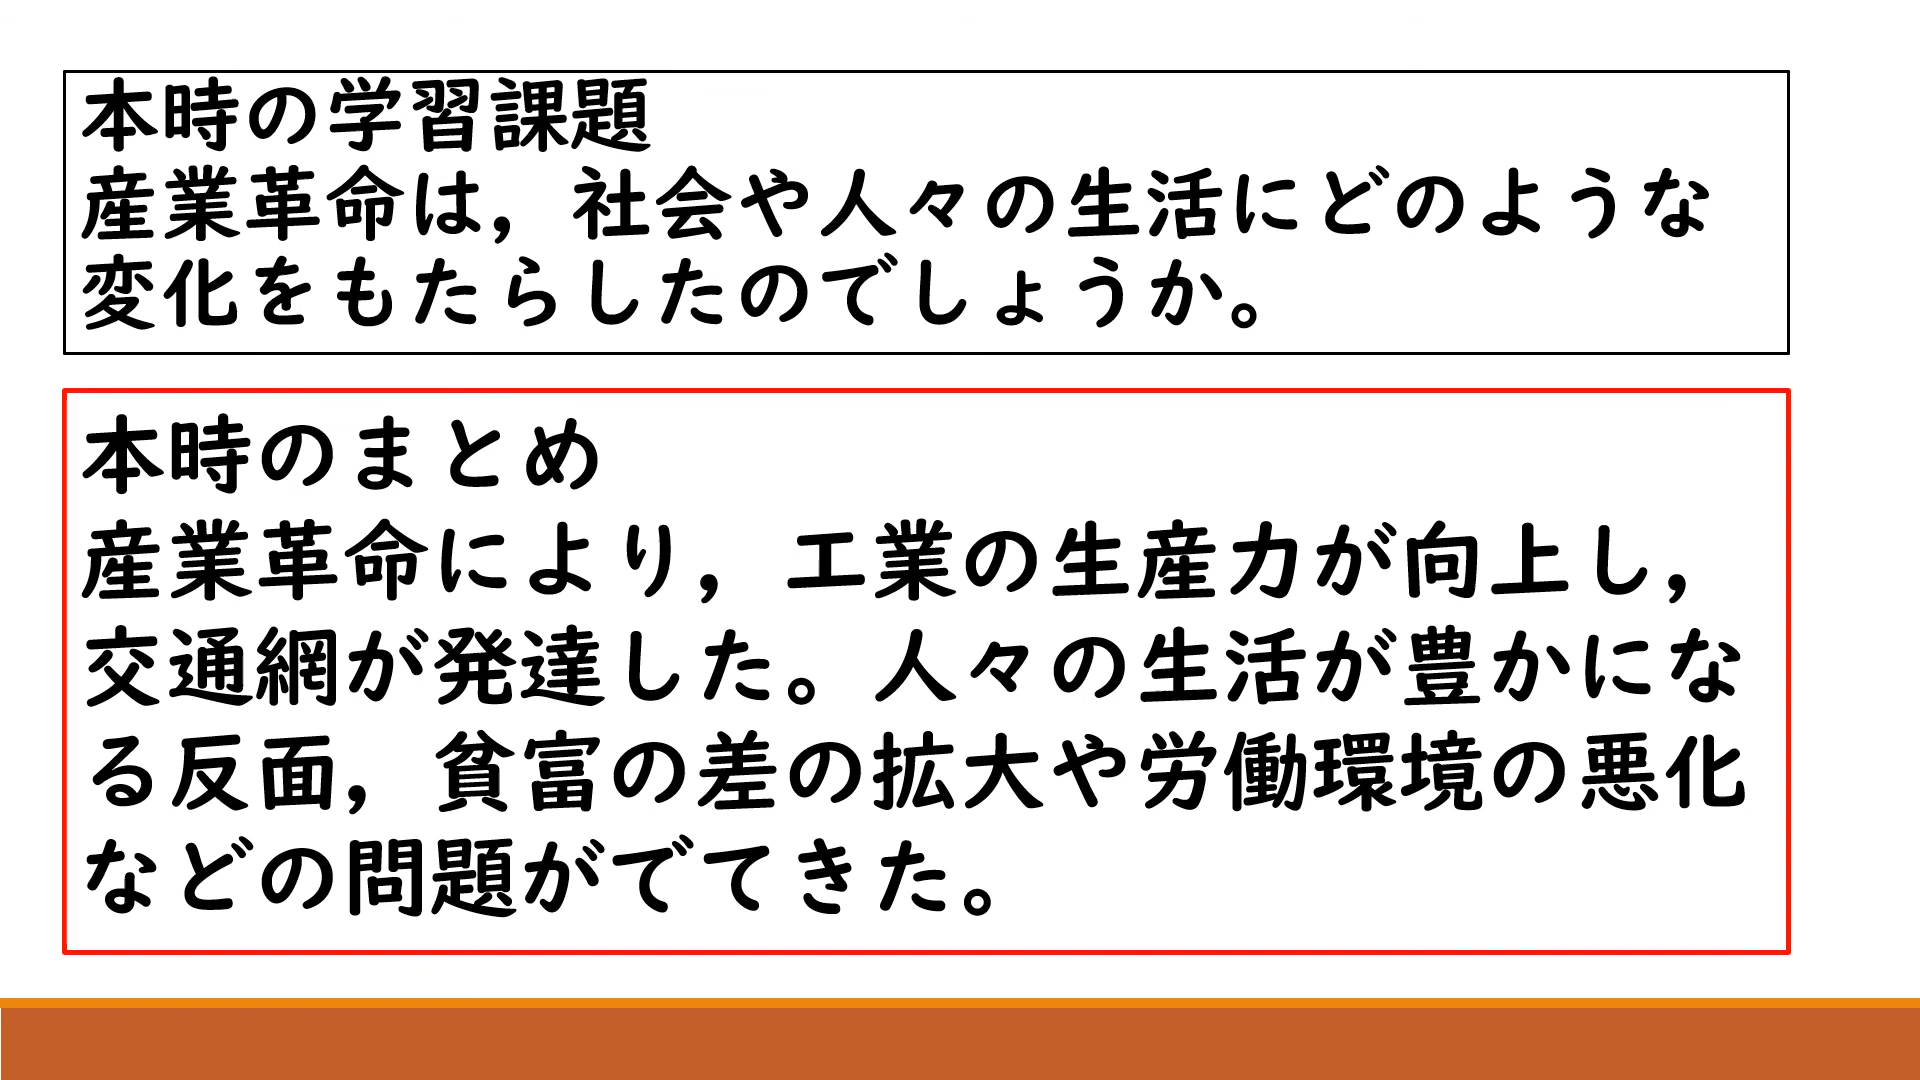 本時の学習課題
産業革命は，社会や人々の生活にどのような
変化をもたらしたのでしょうか。
本時のまとめ
産業革命により，工業の生産力が向上し，
交通網が発達した。人々の生活が豊かにな
る反面，貧富の差の拡大や労働環境の悪化
などの問題がでてきた。